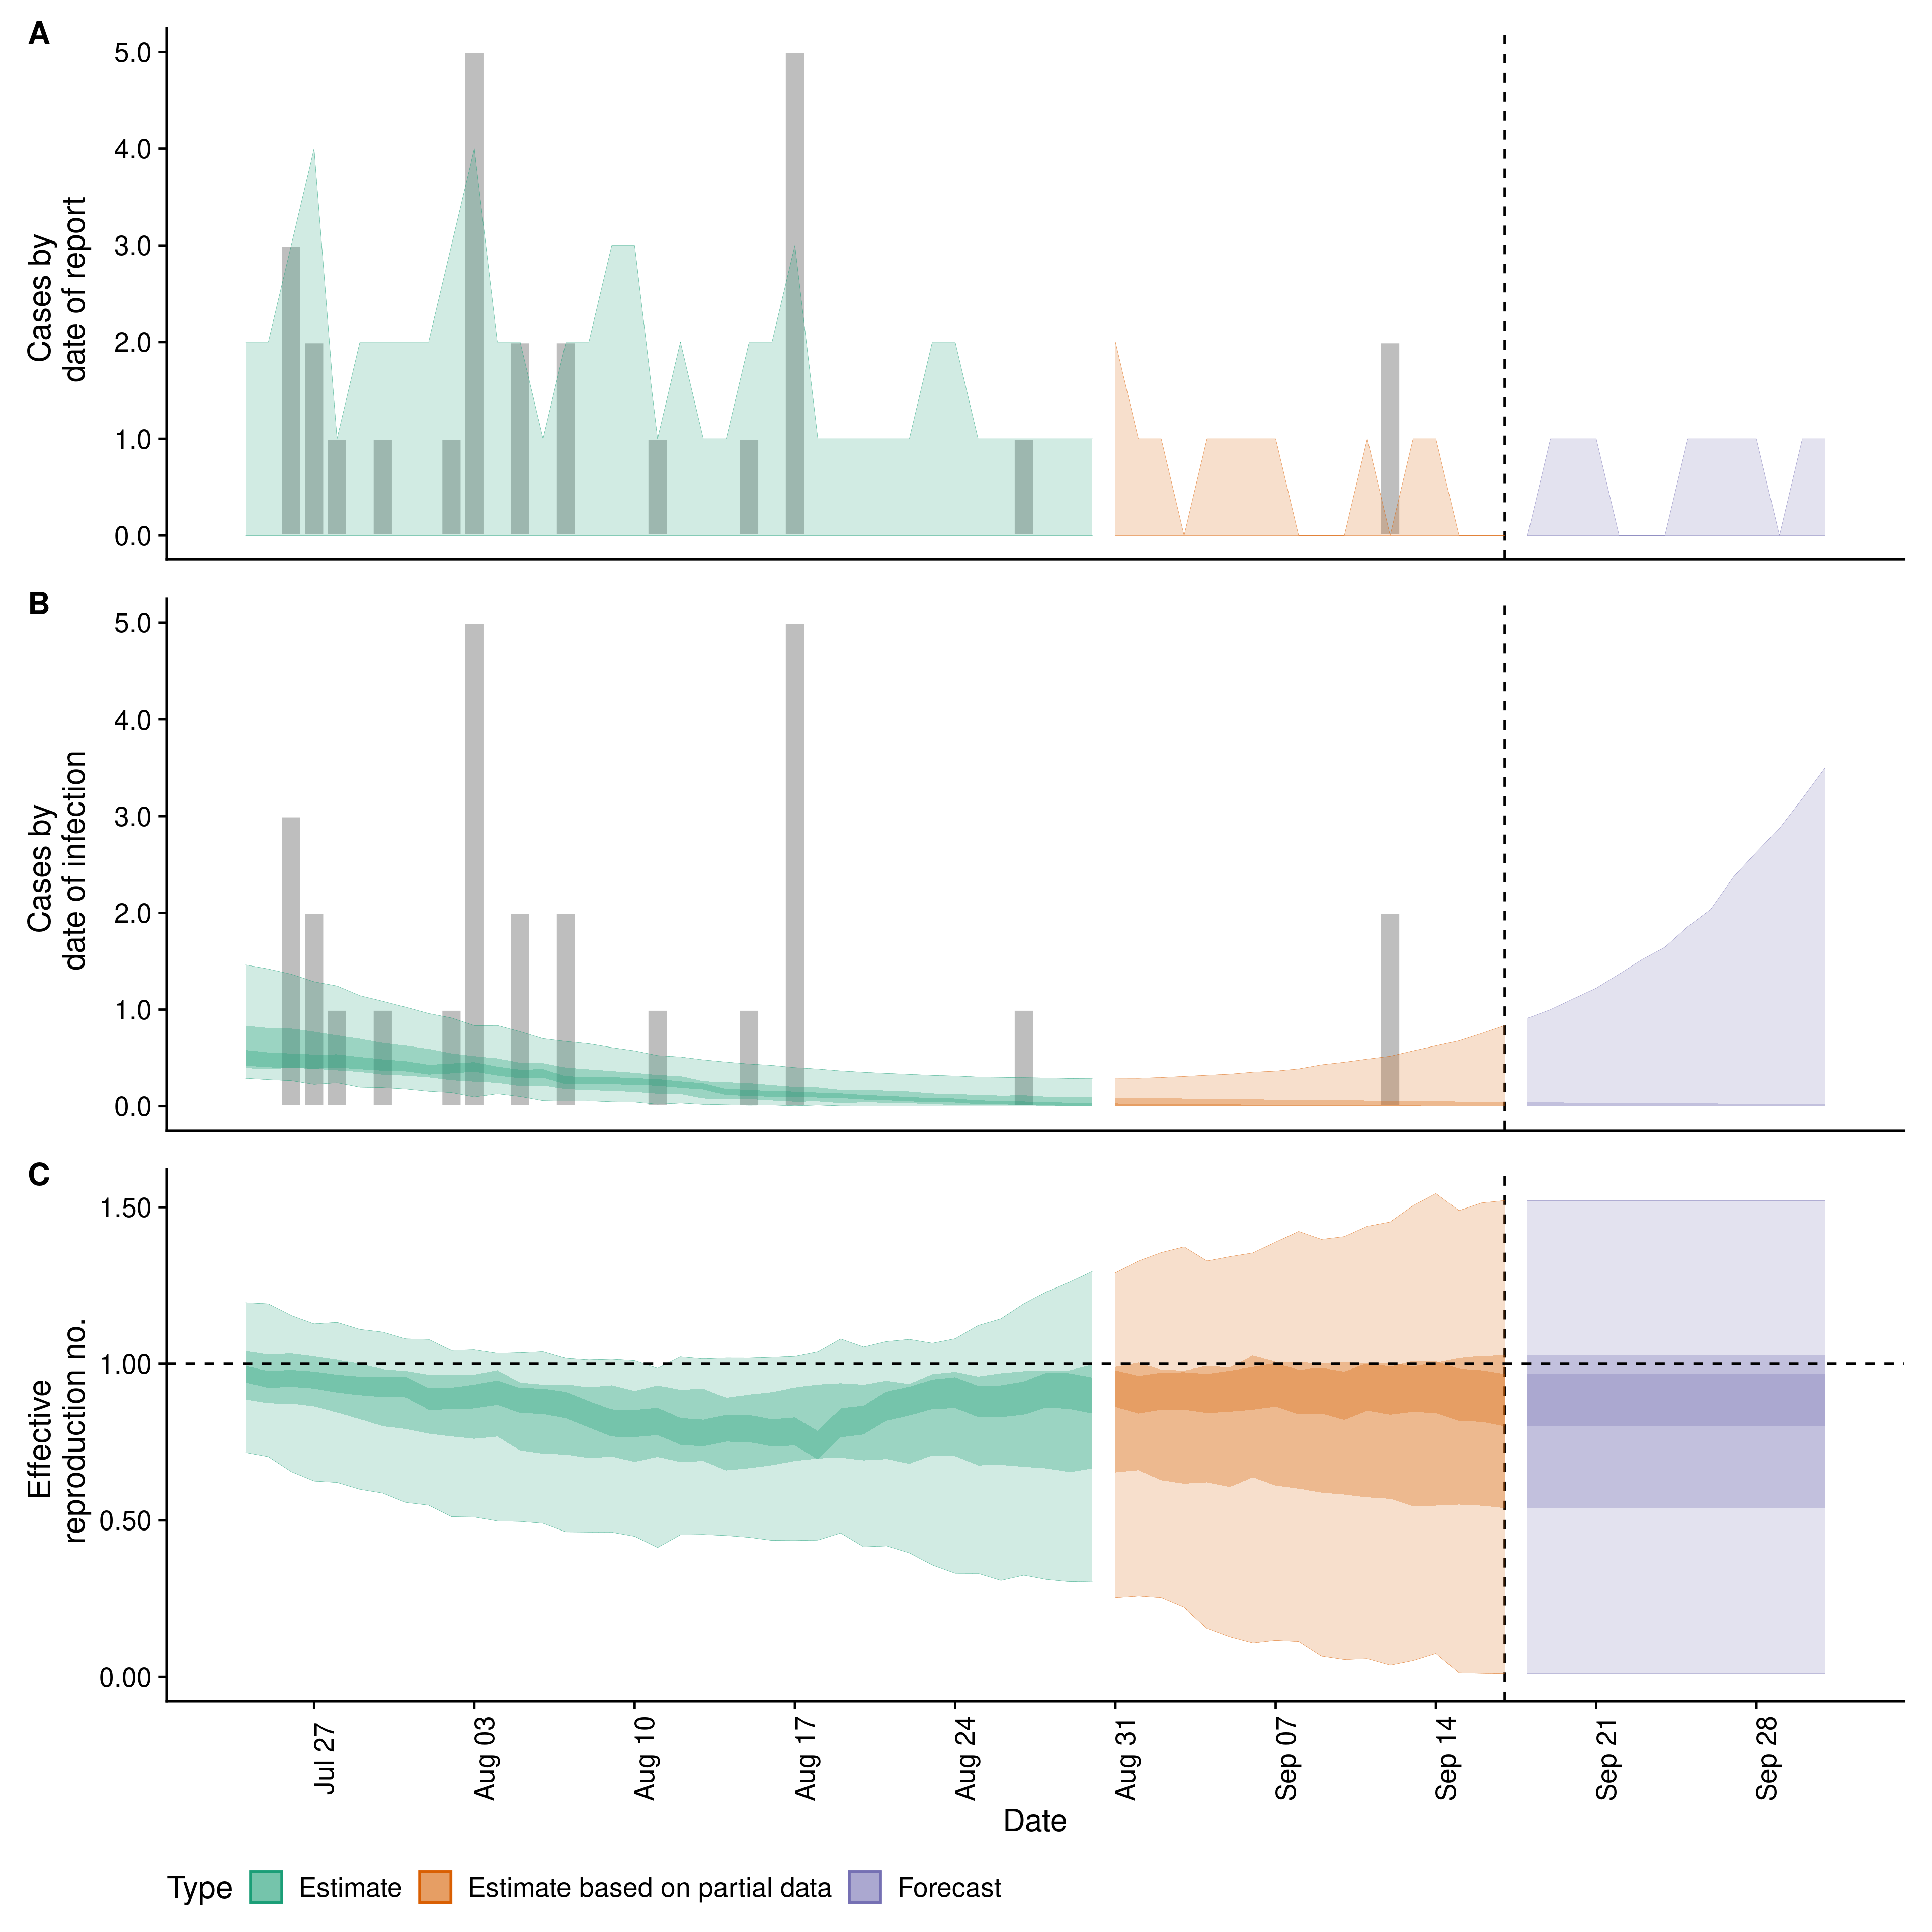 A
Cases by
date of report
5.0
4.0
3.0
2.0
1.0
0.0
B
Cases by
date of infection
5.0
4.0
3.0
2.0
1.0
0.0
C
Effective
reproduction no.
1.50
1.00
0.50
0.00
Jul 27
Aug 03
Aug 10
Aug 17
Aug 24
Aug 31
Sep 07
Sep 14
Sep 21
Sep 28
Date
Type Estimate Estimate based on partial data Forecast